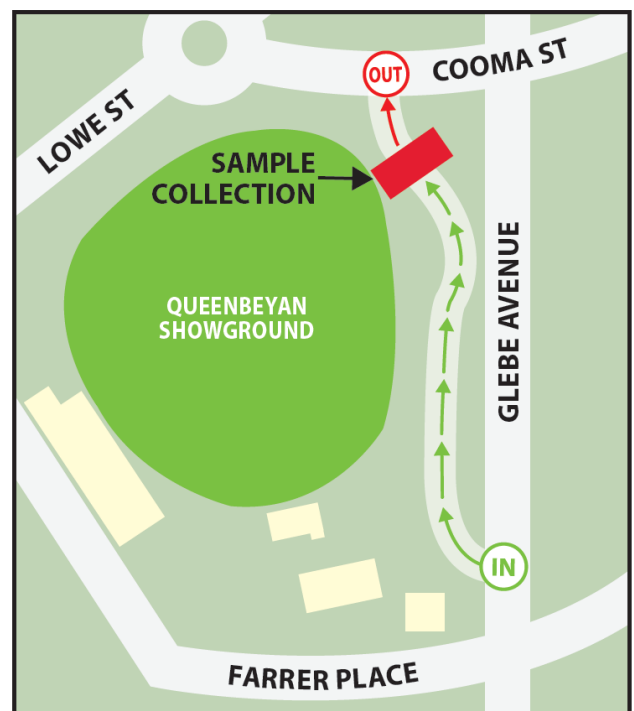 OUT
COOMA ST
LOWE ST
SAMPLE
COLLECTION
QUEENBEYAN
SHOWGROUND
GLEBE AVENUE
IN
FARRER PLACE